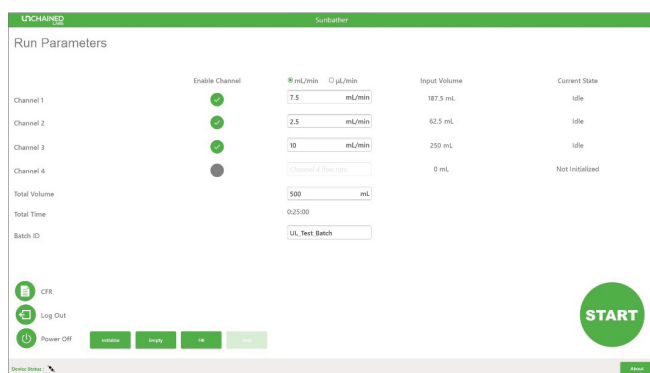 UNCHAINED LABS Sunbather
Run Parameters
Enable Channel mL/min µL/min Input Volume Current State
Channel 1 7.5 mL/min 187.5 mL Idle
Channel 2 2.5 mL/min 62.5 mL Idle
Channel 3 10 mL/min 250 mL Idle
Channel 4 Channel 4 flow rate 0 mL Not Initialized
Total Volume 500 mL
Total Time 0:25:00
Batch ID UL_Test_Batch
CFR
Log Out
START
Power Off Initialize Empty Fill
Device Status: About